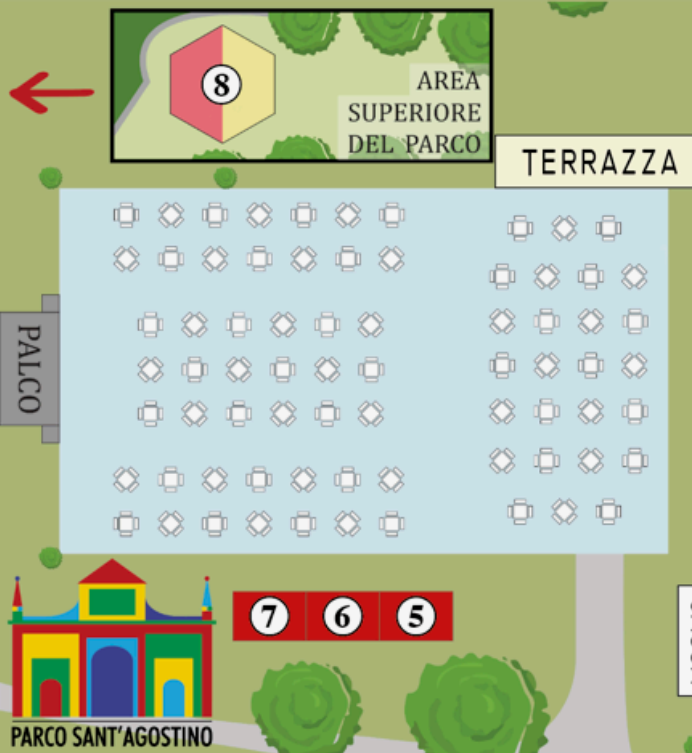 8
AREA
SUPERIORE
DEL PARCO
TERRAZZA
PALCO
7 6 5
PARCO SANT'AGOSTINO